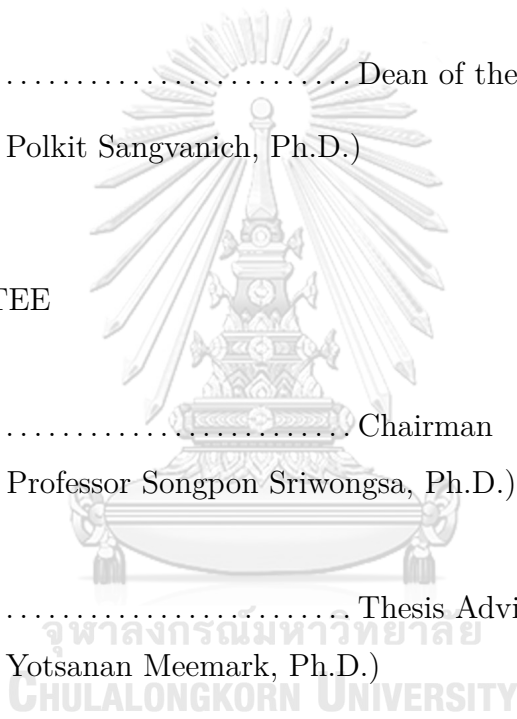 ........................ Dean of the
Polkit Sangvanich, Ph.D.)
TEE
........................ Chairman
Professor Songpon Sriwongsa, Ph.D.)
........................ Thesis Advi
จุฬาลงกรณ์มหาวิทยาลัย
Yotsanan Meemark, Ph.D.)
CHULALONGKORN UNIVERSITY